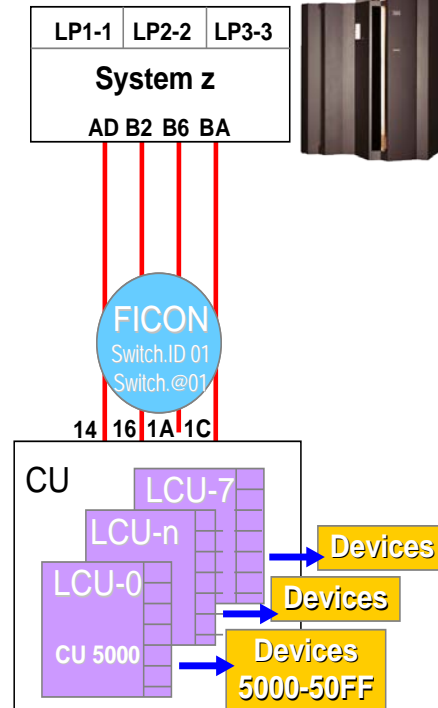 LP1-1 LP2-2 LP3-3
System z
AD B2 B6 BA
FICON
Switch.ID 01
Switch.@01
14 16 1A 1C
CU
LCU-7
LCU-n
LCU-0
CU 5000
Devices
Devices
Devices
5000-50FF